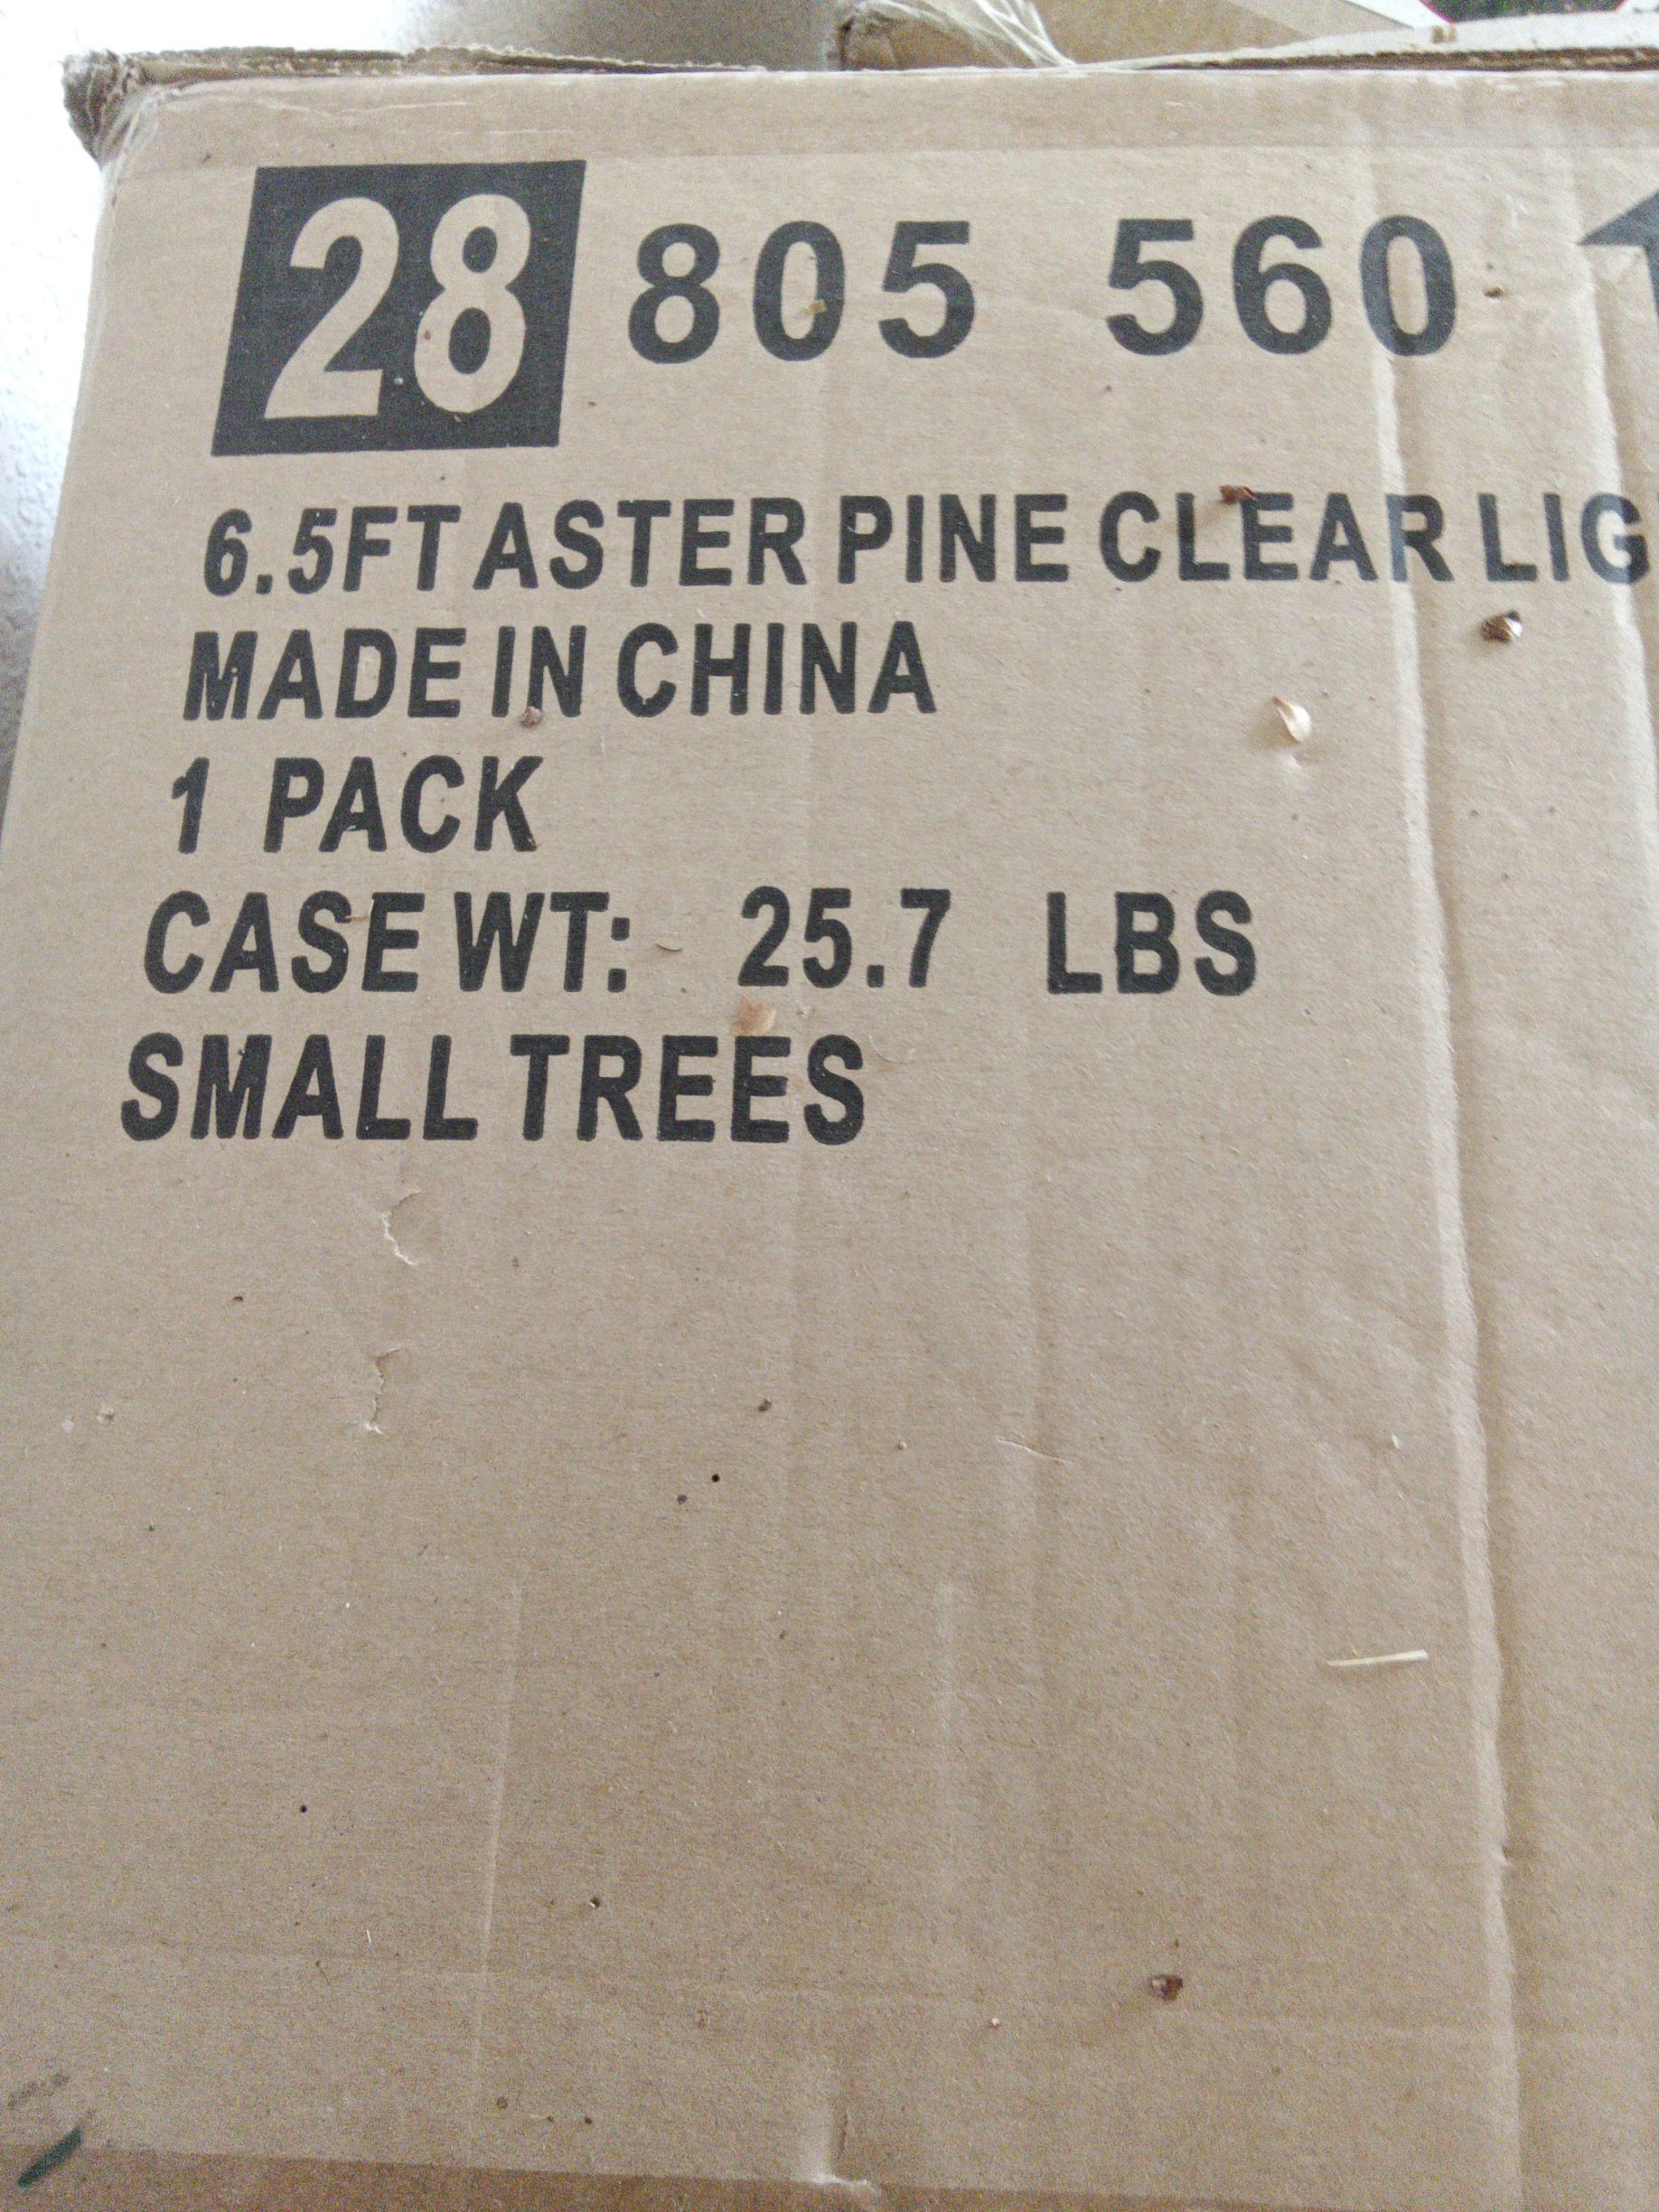 28 805 560
6.5FT ASTER PINE CLEAR LIG
MADE IN CHINA
1 PACK
CASE WT: 25.7 LBS
SMALL TREES